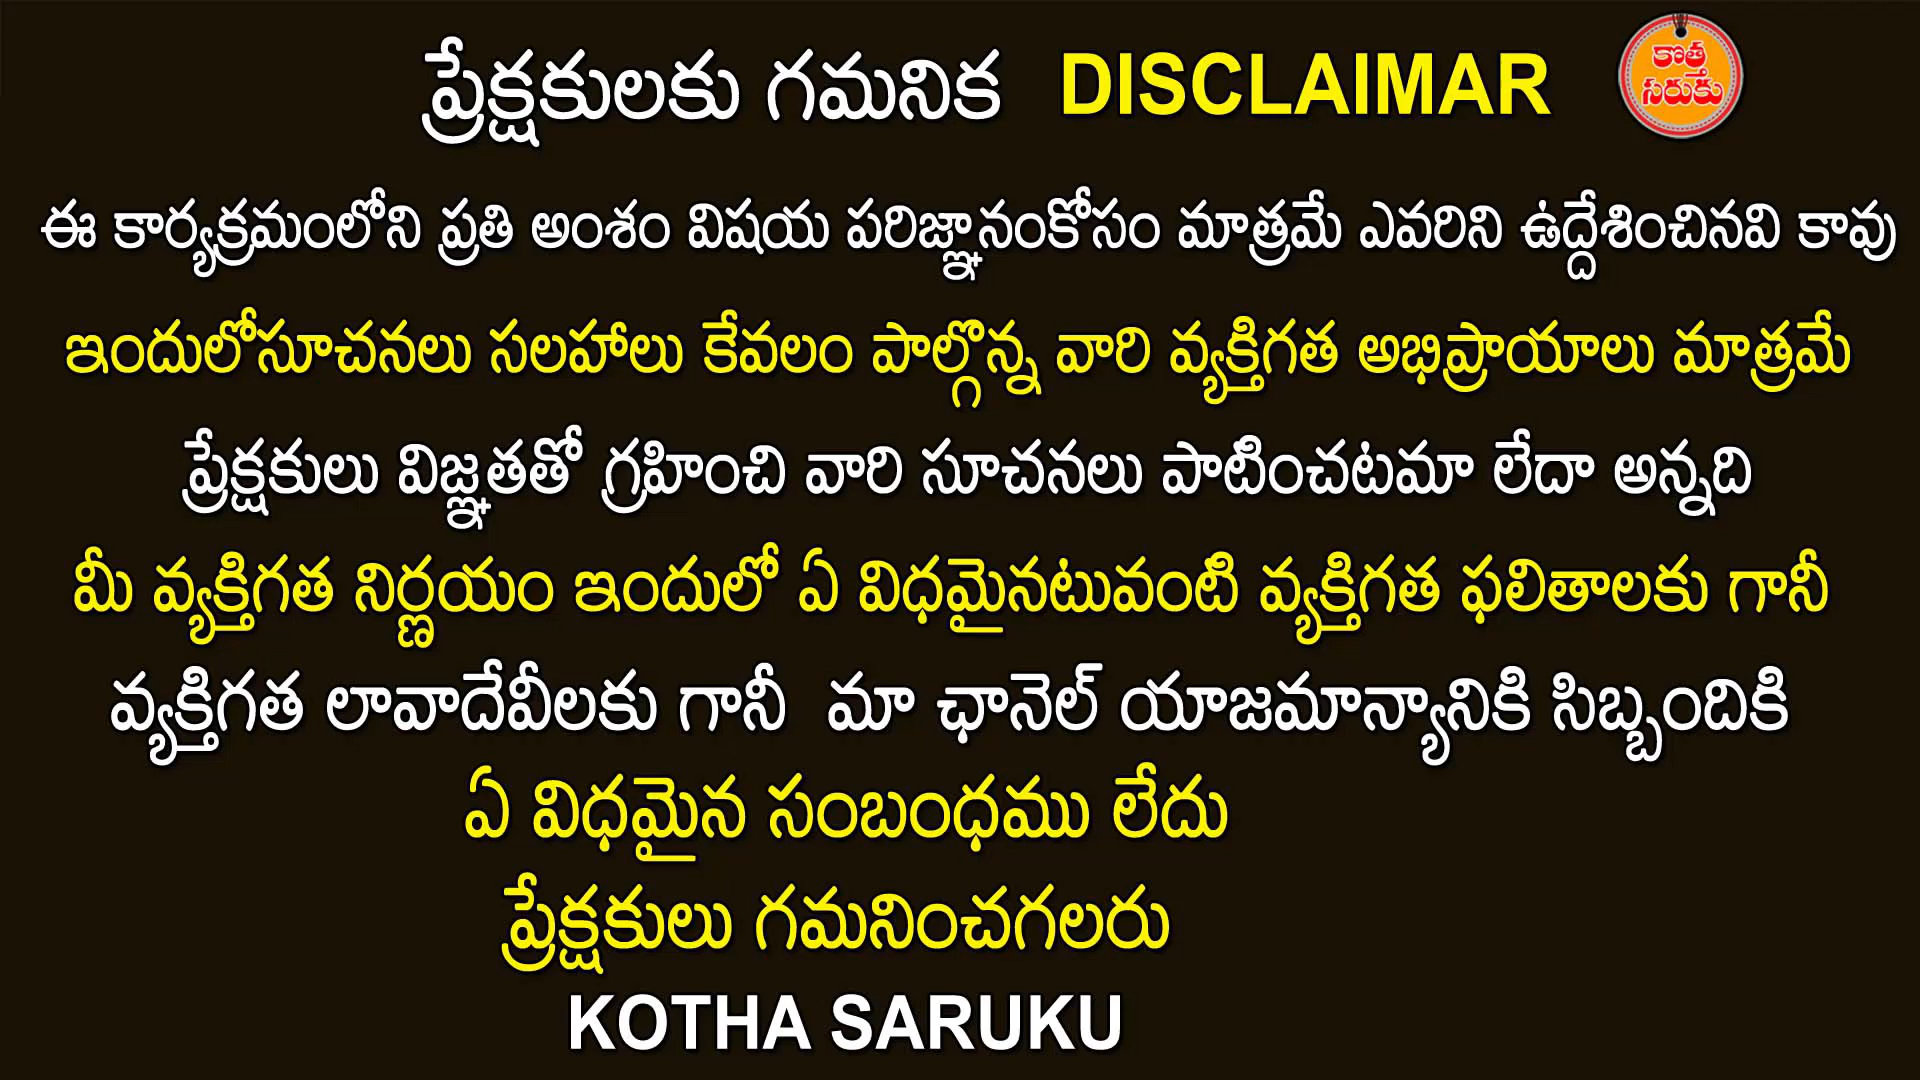 ప్రేక్షకులకు గమనిక DISCLAIMAR
కొత్త
సరుకు
ఈ కార్యక్రమంలోని ప్రతి అంశం విషయ పరిజ్ఞానంకోసం మాత్రమే ఎవరిని ఉద్దేశించినవి కావు
ఇందులోసూచనలు సలహాలు కేవలం పాల్గొన్న వారి వ్యక్తిగత అభిప్రాయాలు మాత్రమే
ప్రేక్షకులు విజ్ఞతతో గ్రహించి వారి సూచనలు పాటించటమా లేదా అన్నది
మీ వ్యక్తిగత నిర్ణయం ఇందులో ఏ విధమైనటువంటి వ్యక్తిగత ఫలితాలకు గానీ
వ్యక్తిగత లావాదేవీలకు గానీ మా ఛానెల్ యాజమాన్యానికి సిబ్బందికి
ఏ విధమైన సంబంధము లేదు
ప్రేక్షకులు గమనించగలరు
KOTHA SARUKU